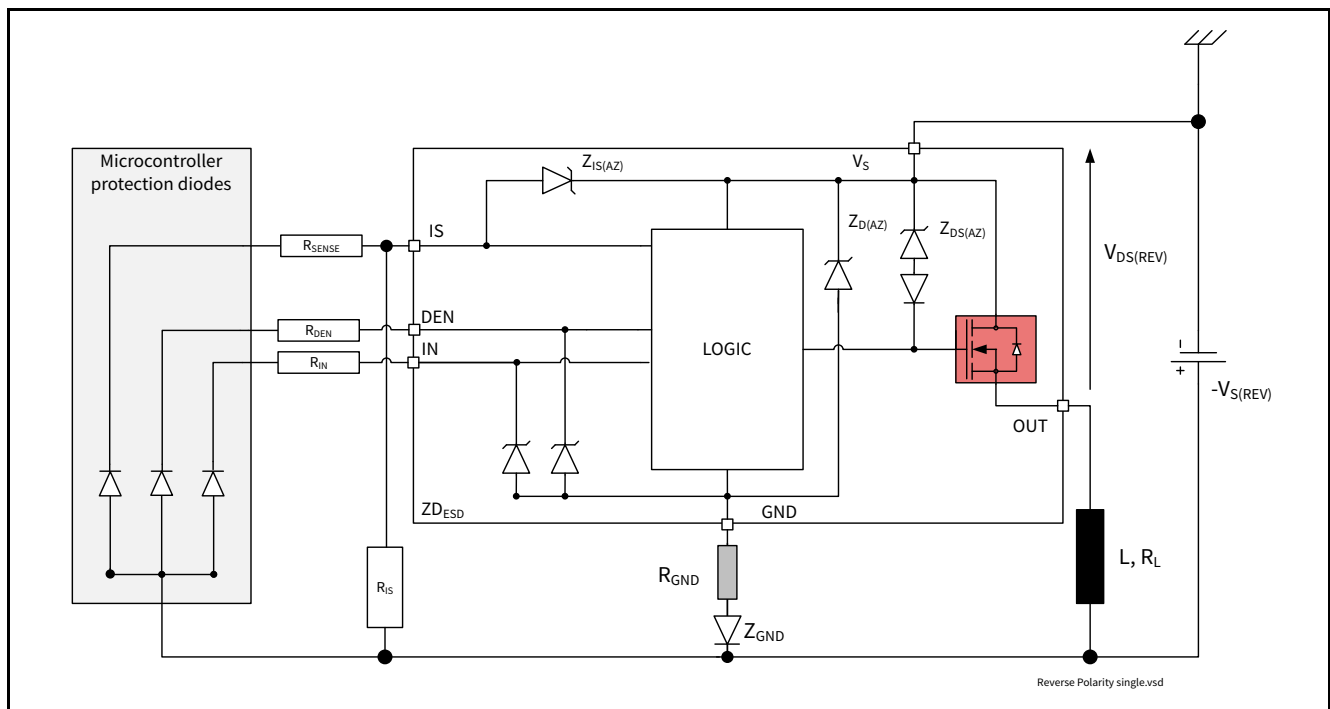 Microcontroller
protection diodes
Z_IS(AZ)
V_S
Z_D(AZ)
Z_DS(AZ)
IS
R_SENSE
V_DS(REV)
DEN
R_DEN
IN
R_IN
LOGIC
-
+
-V_S(REV)
OUT
ZD_ESD
GND
R_GND
L, R_L
R_IS
Z_GND
Reverse Polarity single.vsd